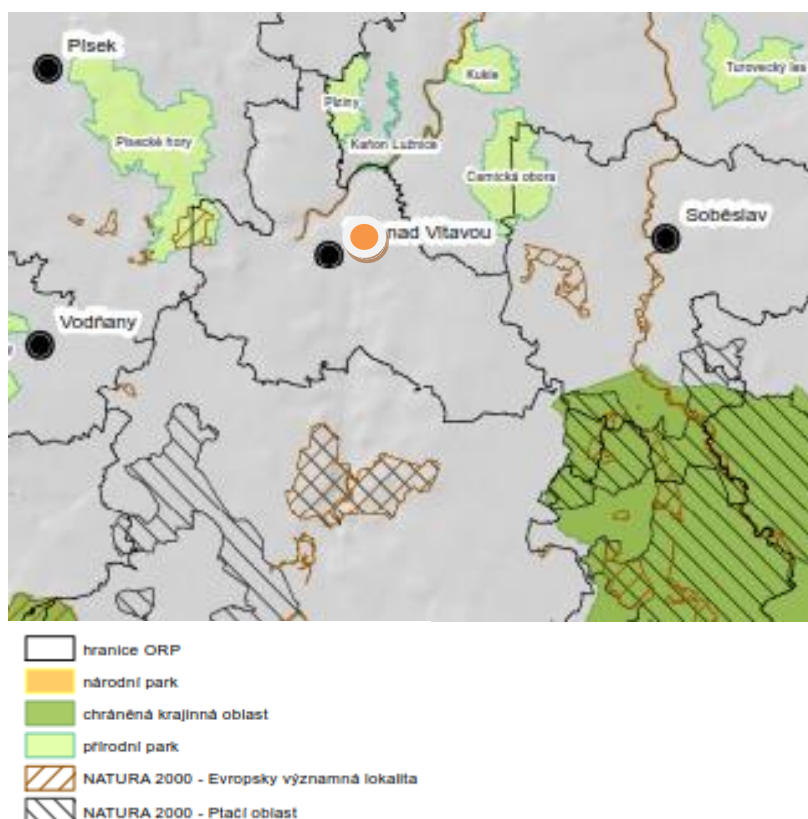 Písek
Kukle
Turovecký les
Plziny
Písecké hory
Kaňon Lužnice
Černická obora
Soběslav
nad Vltavou
Vodňany
hranice ORP
národní park
chráněná krajinná oblast
přírodní park
NATURA 2000 - Evropsky významná lokalita
NATURA 2000 - Ptačí oblast